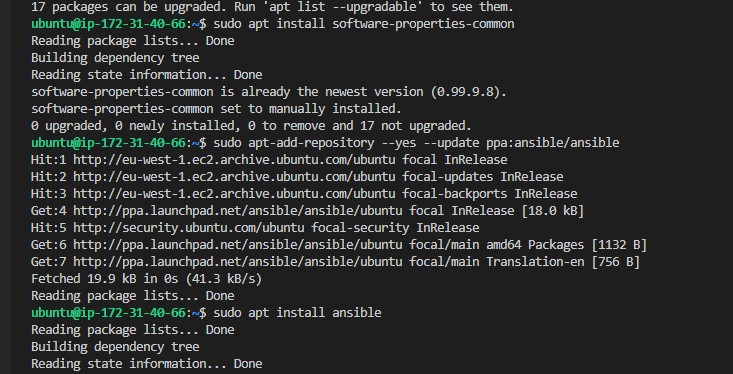 17 packages can be upgraded. Run 'apt list --upgradable' to see them.
ubuntu@ip-172-31-40-66:~$ sudo apt install software-properties-common
Reading package lists... Done
Building dependency tree
Reading state information... Done
software-properties-common is already the newest version (0.99.9.8).
software-properties-common set to manually installed.
0 upgraded, 0 newly installed, 0 to remove and 17 not upgraded.
ubuntu@ip-172-31-40-66:~$ sudo apt-add-repository --yes --update ppa:ansible/ansible
Hit:1 http://eu-west-1.ec2.archive.ubuntu.com/ubuntu focal InRelease
Hit:2 http://eu-west-1.ec2.archive.ubuntu.com/ubuntu focal-updates InRelease
Hit:3 http://eu-west-1.ec2.archive.ubuntu.com/ubuntu focal-backports InRelease
Get:4 http://ppa.launchpad.net/ansible/ansible/ubuntu focal InRelease [18.0 kB]
Hit:5 http://security.ubuntu.com/ubuntu focal-security InRelease
Get:6 http://ppa.launchpad.net/ansible/ansible/ubuntu focal/main amd64 Packages [1132 B]
Get:7 http://ppa.launchpad.net/ansible/ansible/ubuntu focal/main Translation-en [756 B]
Fetched 19.9 kB in 0s (41.3 kB/s)
Reading package lists... Done
ubuntu@ip-172-31-40-66:~$ sudo apt install ansible
Reading package lists... Done
Building dependency tree
Reading state information... Done